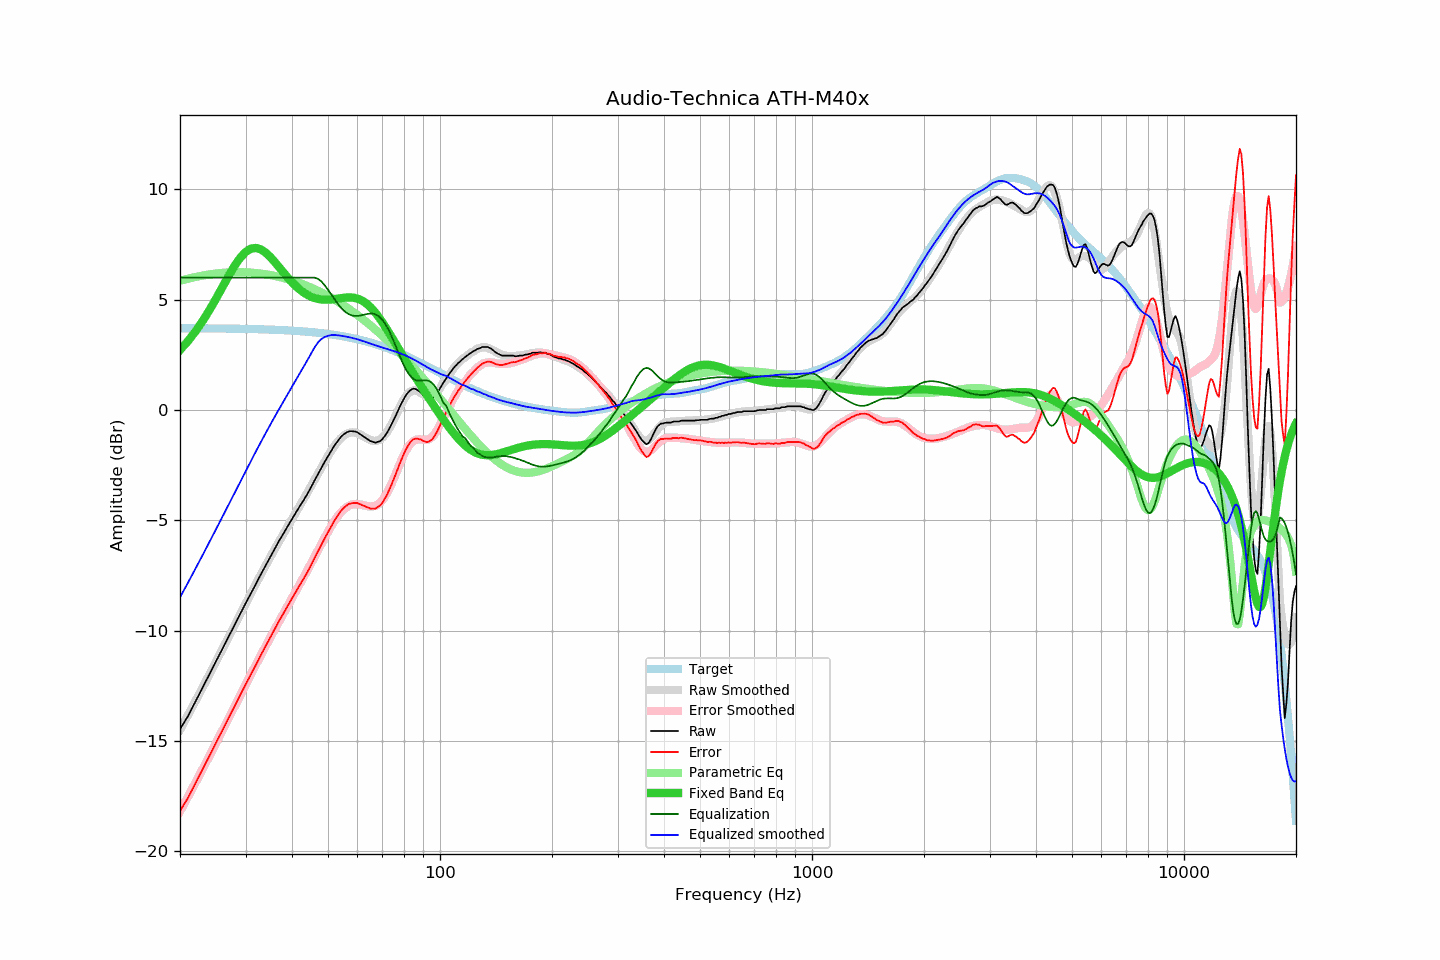 Audio-Technica ATH-M40x
Amplitude (dBr)
10
5
0
−5
−10
−15
−20
Target
Raw Smoothed
Error Smoothed
Raw
Error
Parametric Eq
Fixed Band Eq
Equalization
Equalized smoothed
100
1000
10000
Frequency (Hz)